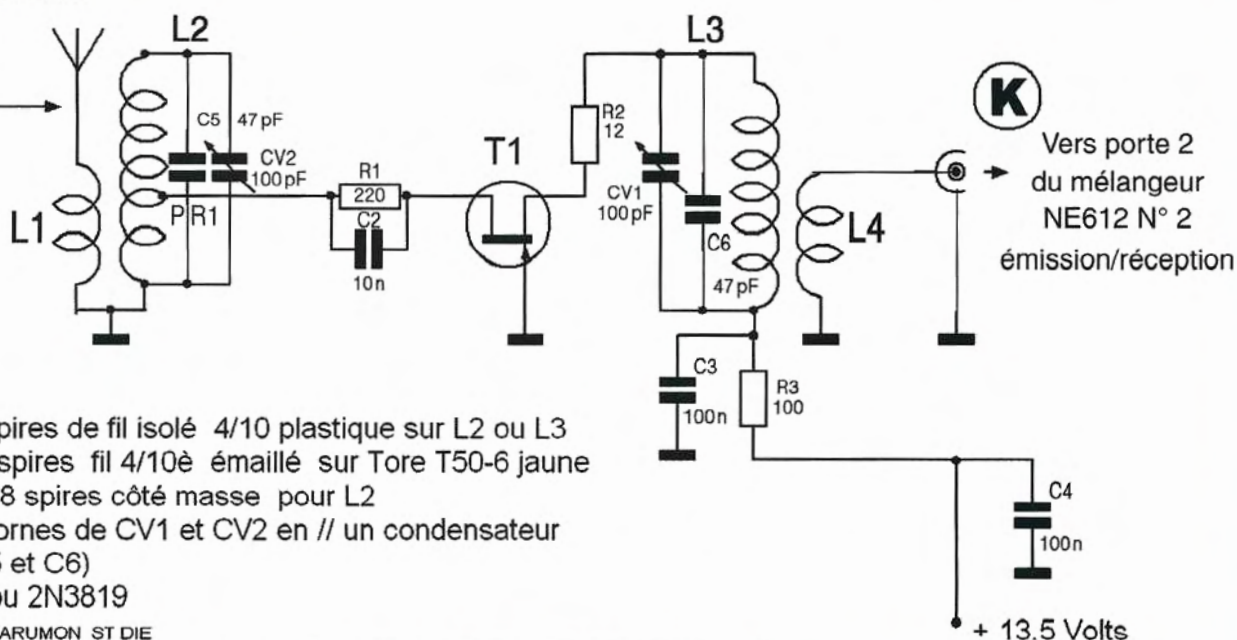 L2
L3
K
C5
47 pF
CV2
100 pF
R2
12
Vers porte 2
du mélangeur
NE612 N° 2
émission/réception
T1
R1
220
CV1
100 pF
L1
PR1
C2
10n
C6
47 pF
L4
C3
100n
R3
100
C4
100n
+ 13,5 Volts
pires de fil isolé 4/10 plastique sur L2 ou L3
spires fil 4/10è émaillé sur Tore T50-6 jaune
8 spires côté masse pour L2
ornes de CV1 et CV2 en // un condensateur
et C6)
ou 2N3819
ARUMON ST DIE